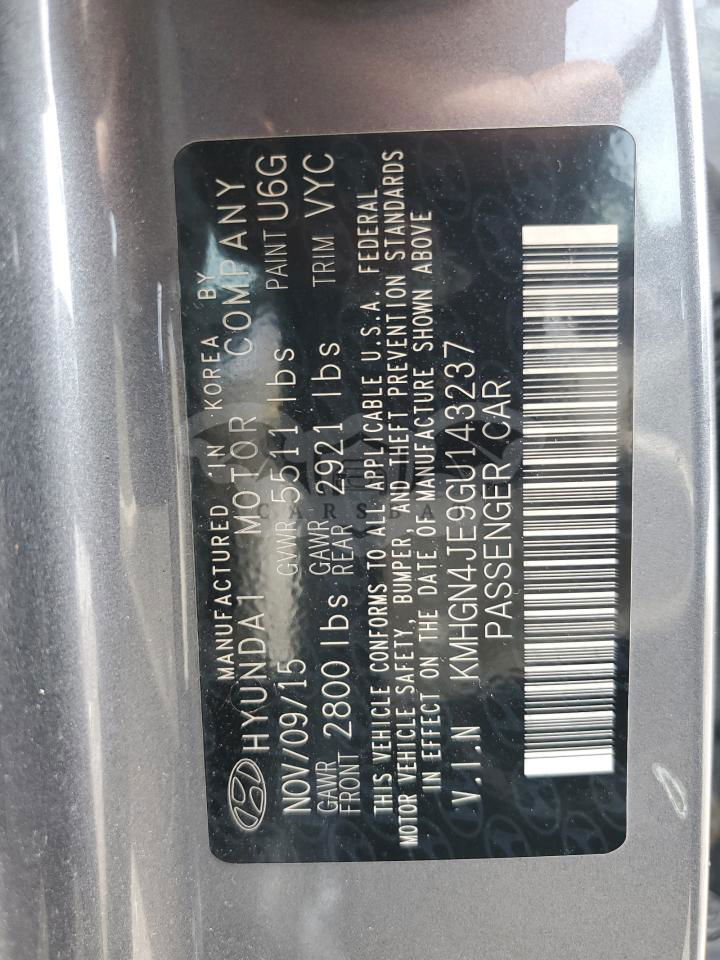 MANUFACTURED IN KOREA BY
HYUNDAI MOTOR COMPANY
NOV/09/15 GVWR 5511 lbs PAINT U6G
GAWR FRONT 2800 lbs GAWR REAR 2921 lbs TRIM VYC
THIS VEHICLE CONFORMS TO ALL APPLICABLE U.S.A. FEDERAL
MOTOR VEHICLE SAFETY, BUMPER, AND THEFT PREVENTION STANDARDS
IN EFFECT ON THE DATE OF MANUFACTURE SHOWN ABOVE
V.I.N KMHGN4JE9GU143237
PASSENGER CAR